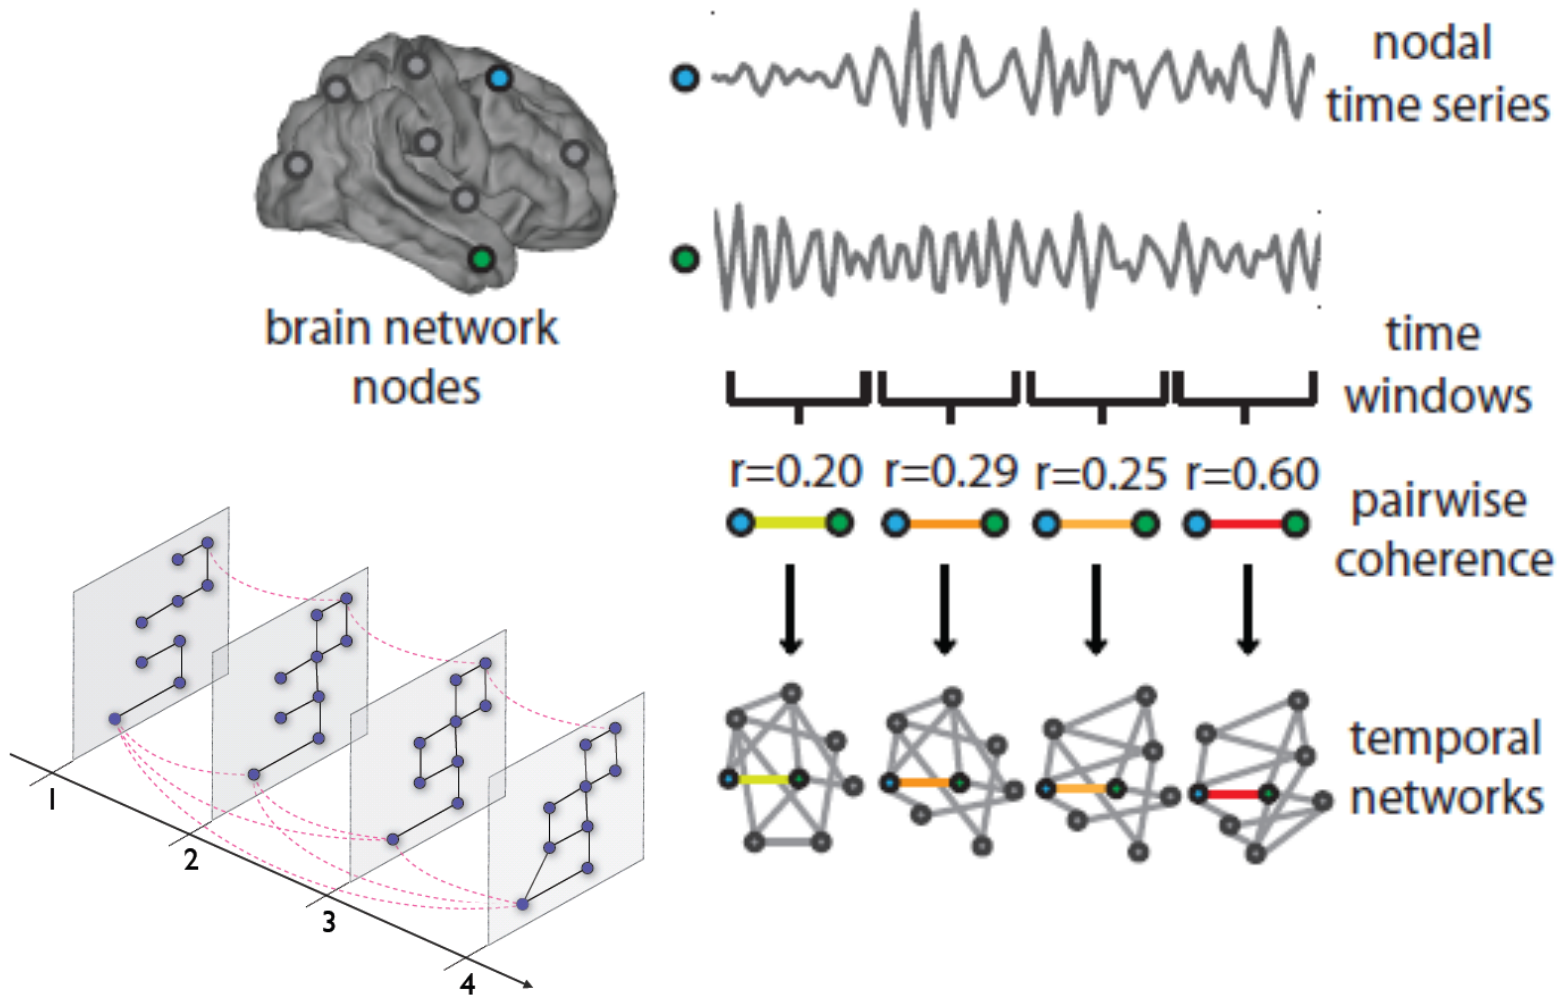 nodal
time series
brain network
nodes
time
windows
r=0.20 r=0.29 r=0.25 r=0.60
pairwise
coherence
temporal
networks
1
2
3
4